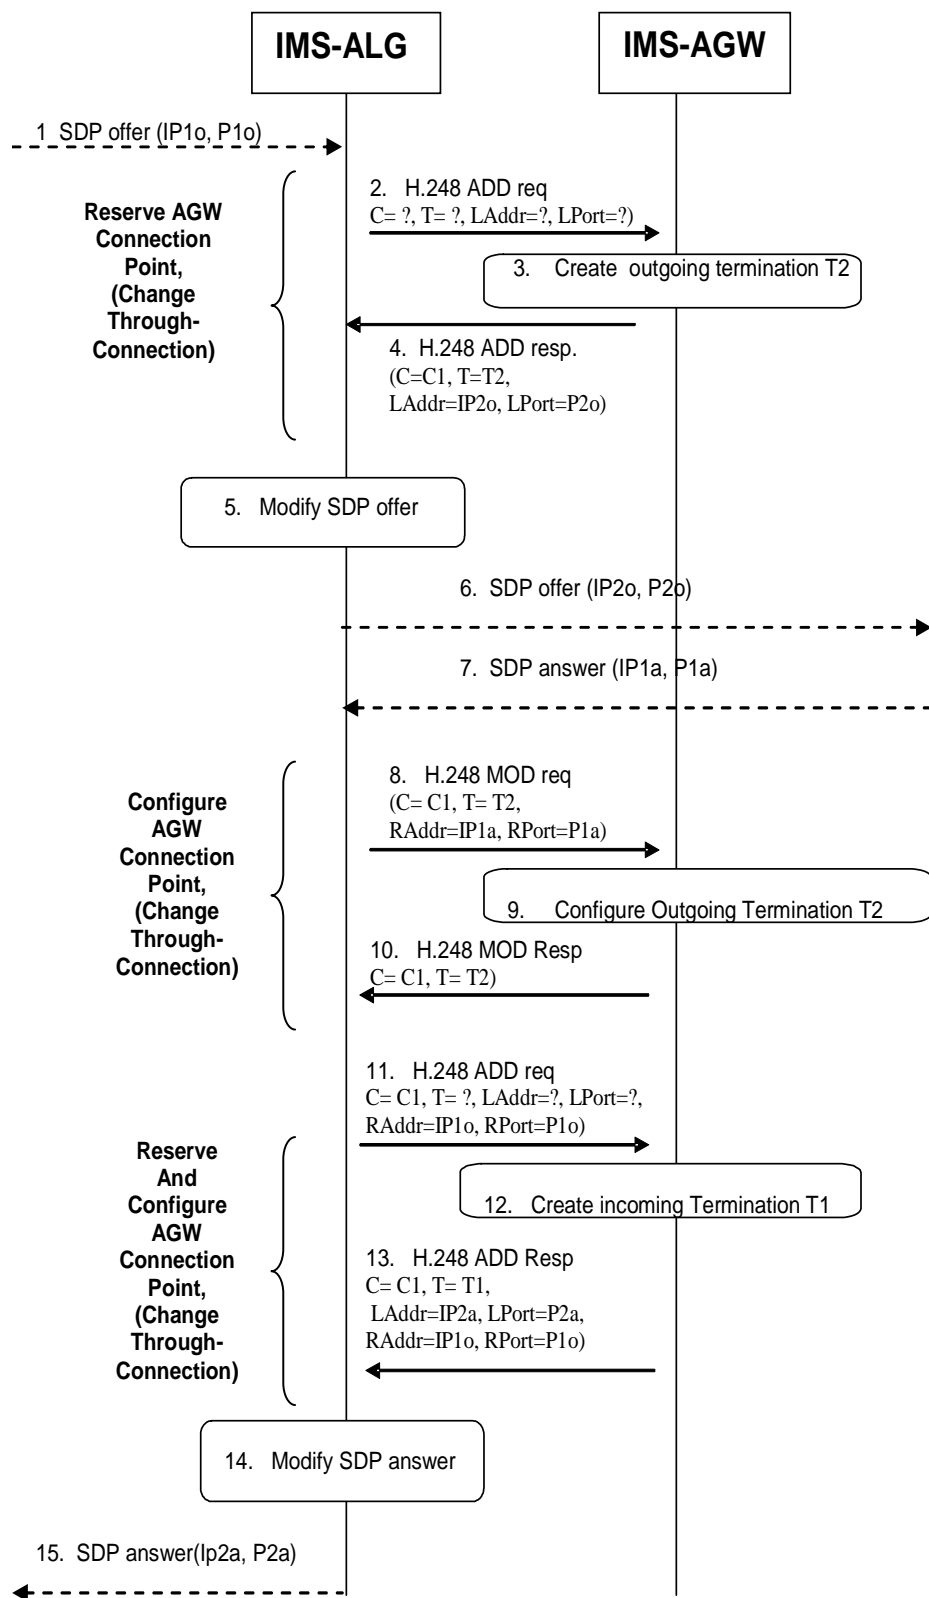 IMS-ALG
IMS-AGW
1  SDP offer (IP1o, P1o)
Reserve AGW
Connection
Point,
(Change
Through-
Connection)
2.   H.248 ADD req
C= ?, T= ?, LAddr=?, LPort=?)
3.    Create  outgoing termination T2
4.  H.248 ADD resp.
(C=C1, T=T2,
LAddr=IP2o, LPort=P2o)
5.   Modify SDP offer
6.  SDP offer (IP2o, P2o)
7.  SDP answer (IP1a, P1a)
Configure
AGW
Connection
Point,
(Change
Through-
Connection)
8.   H.248 MOD req
(C= C1, T= T2,
RAddr=IP1a, RPort=P1a)
9.    Configure Outgoing Termination T2
10.   H.248 MOD Resp
C= C1, T= T2)
11.   H.248 ADD req
C= C1, T= ?, LAddr=?, LPort=?,
RAddr=IP1o, RPort=P1o)
Reserve
And
Configure
AGW
Connection
Point,
(Change
Through-
Connection)
12.   Create incoming Termination T1
13.   H.248 ADD Resp
C= C1, T= T1,
LAddr=IP2a, LPort=P2a,
RAddr=IP1o, RPort=P1o)
14.   Modify SDP answer
15.  SDP answer(Ip2a, P2a)